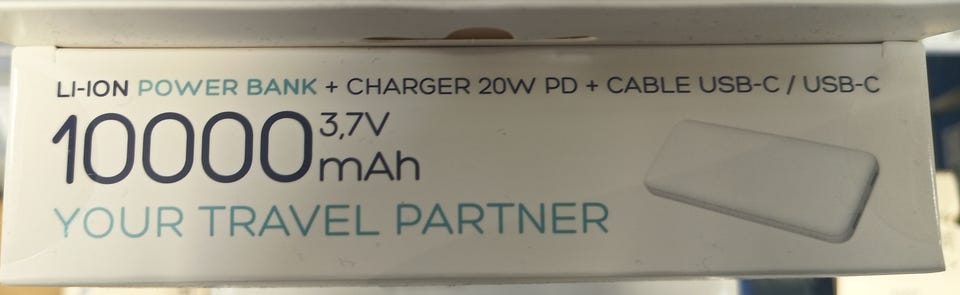 LI-ION POWER BANK + CHARGER 20W PD + CABLE USB-C / USB-C
10000 3,7V
mAh
YOUR TRAVEL PARTNER